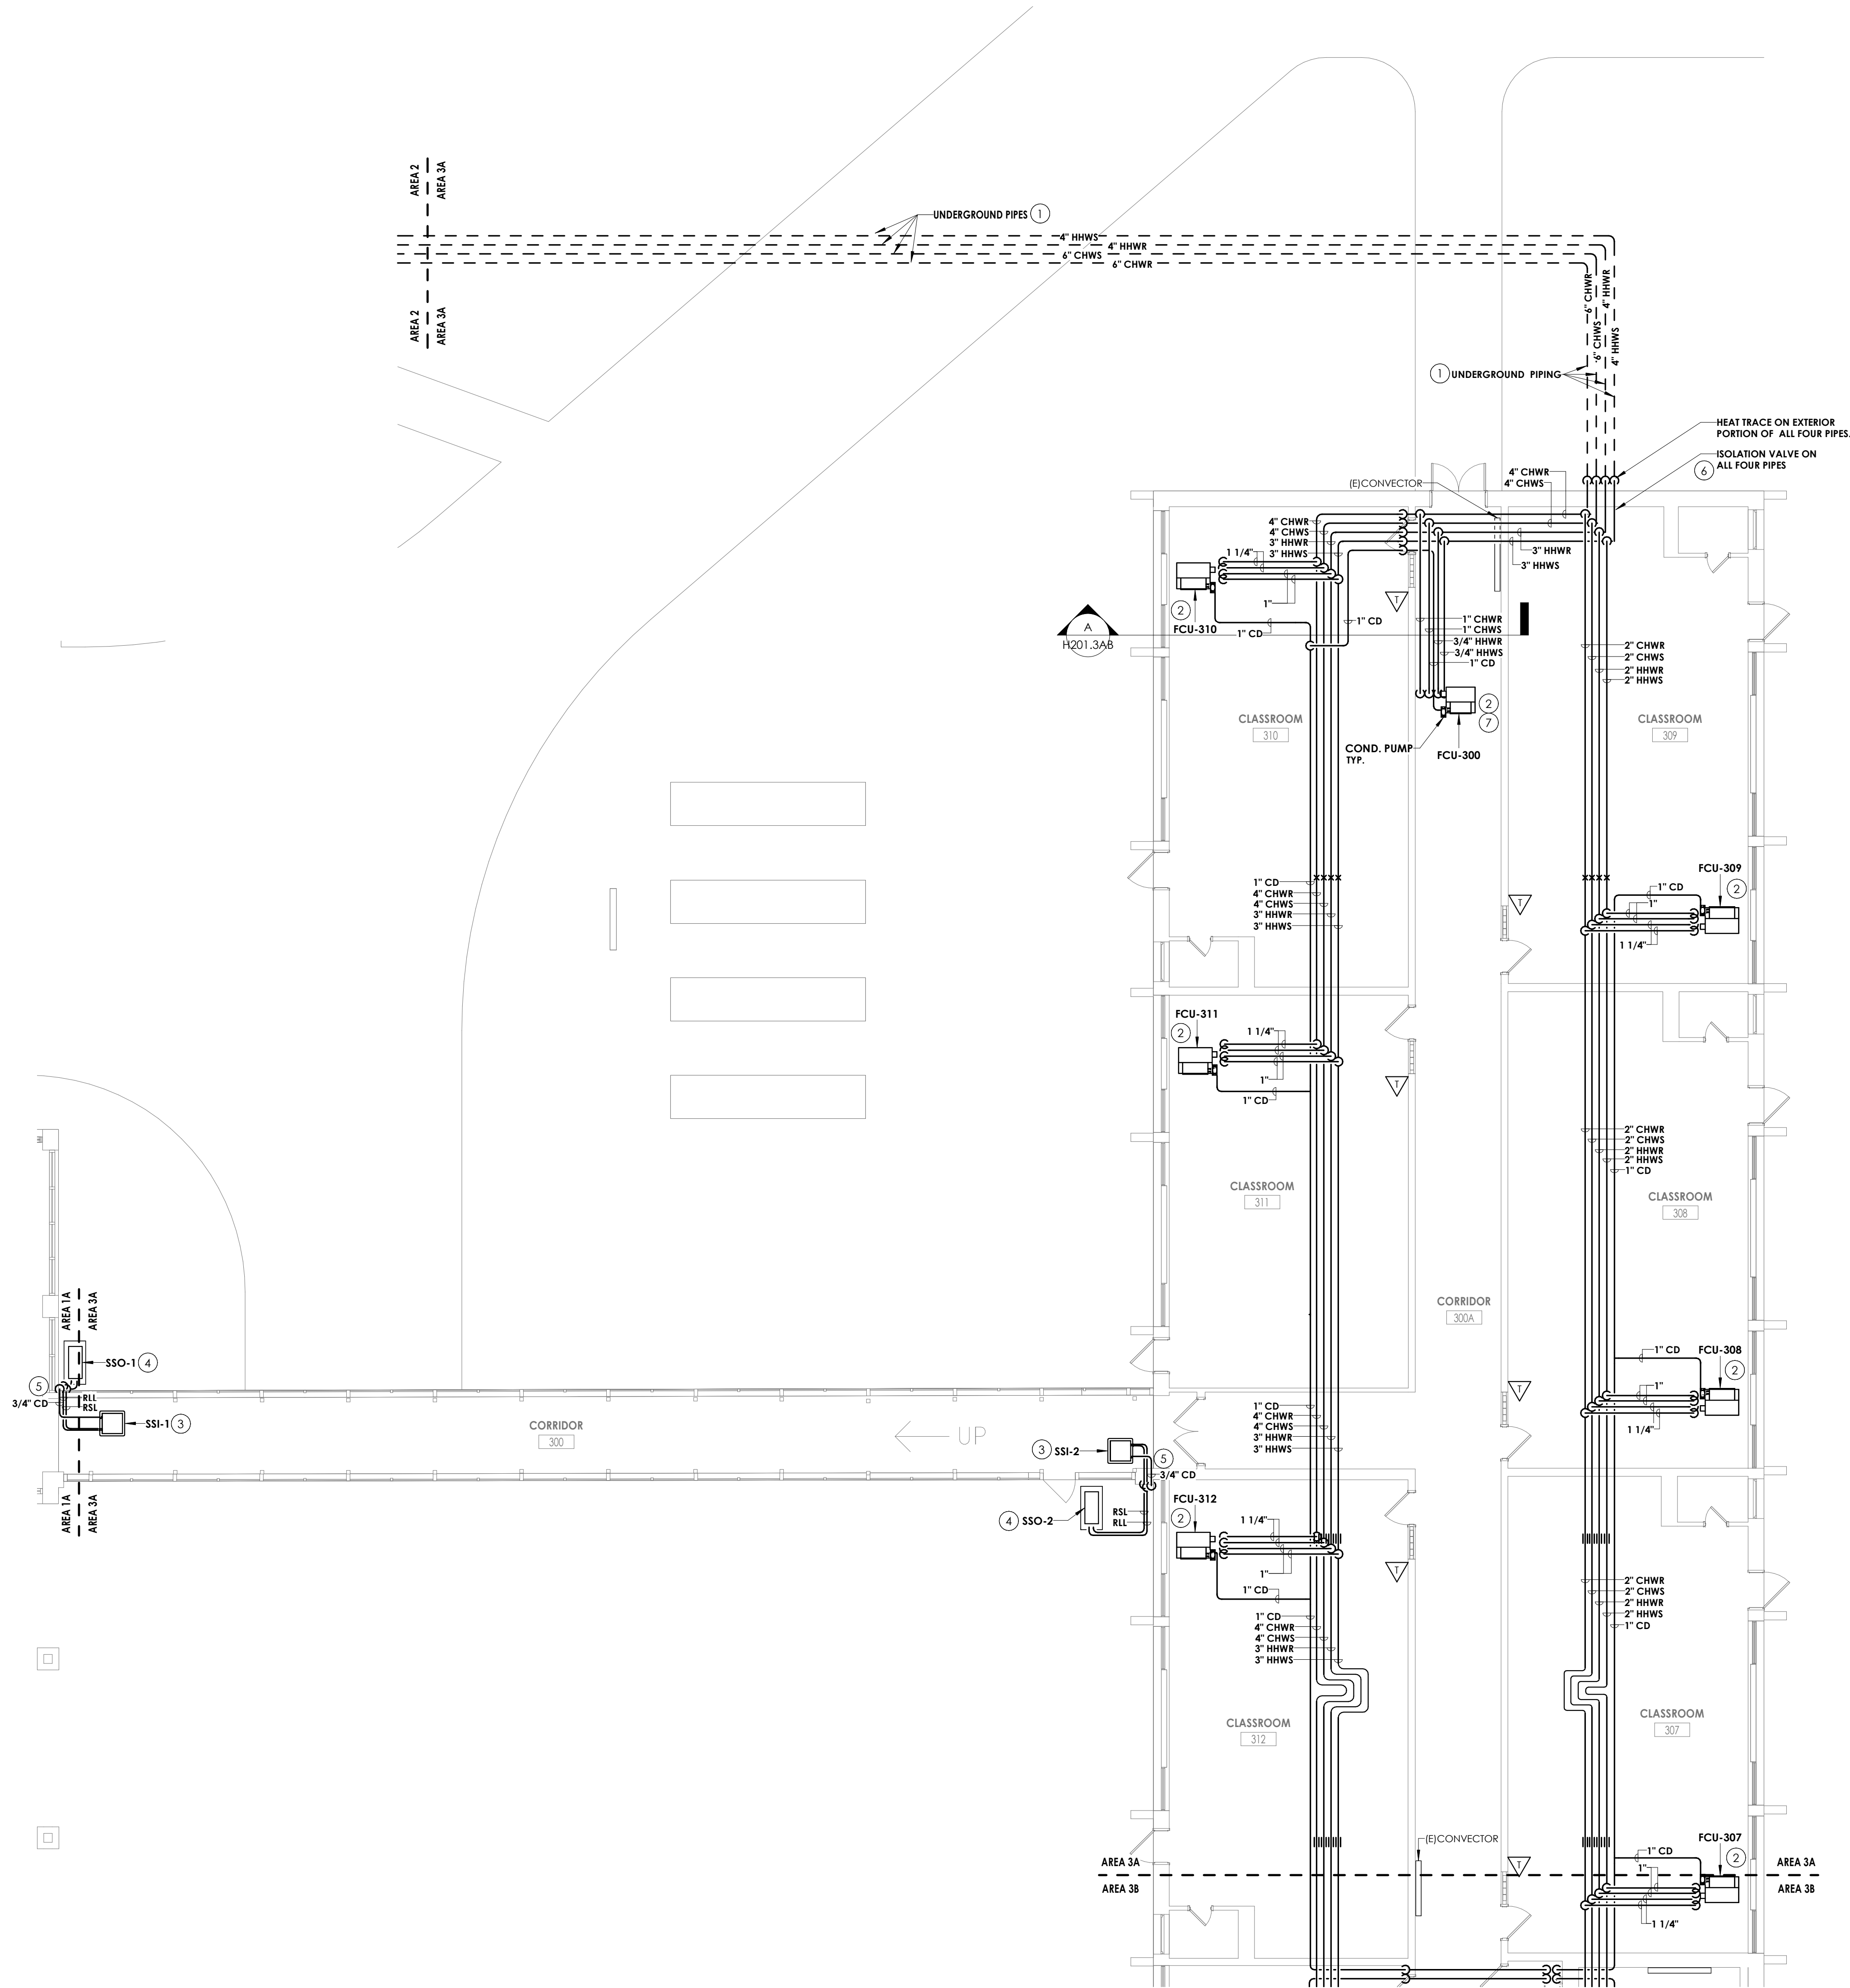 AREA 2
AREA 3A
UNDERGROUND PIPES 1
4" HHWS
4" HHWR
6" CHWS
6" CHWR
AREA 2
AREA 3A
6" CHWR
6" CHWS
4" HHWR
4" HHWS
1 UNDERGROUND PIPING
HEAT TRACE ON EXTERIOR
PORTION OF ALL FOUR PIPES.
ISOLATION VALVE ON
ALL FOUR PIPES
6
(E)CONVECTOR
4" CHWR
4" CHWS
4" CHWR
4" CHWS
3" HHWR
3" HHWS
3" HHWR
3" HHWS
1 1/4"
1"
2
FCU-310
1" CD
1" CD
T
A
H201.3AB
1" CHWR
1" CHWS
3/4" HHWR
3/4" HHWS
1" CD
2" CHWR
2" CHWS
2" HHWR
2" HHWS
2
7
COND. PUMP
TYP.
FCU-300
CLASSROOM
310
CLASSROOM
309
1" CD
4" CHWR
4" CHWS
3" HHWR
3" HHWS
FCU-309
2
1" CD
1"
1 1/4"
T
FCU-311
2
1 1/4"
1"
1" CD
T
2" CHWR
2" CHWS
2" HHWR
2" HHWS
1" CD
CLASSROOM
311
CLASSROOM
308
CORRIDOR
300A
AREA 1A
AREA 3A
SSO-1 4
5
3/4" CD
RLL
RSL
SSI-1 3
CORRIDOR
300
UP
1" CD
4" CHWR
4" CHWS
3" HHWR
3" HHWS
1" CD
FCU-308
2
1"
1 1/4"
T
3 SSI-2
5
3/4" CD
4 SSO-2
RSL
RLL
AREA 1A
AREA 3A
FCU-312
2
1 1/4"
1"
1" CD
T
1" CD
4" CHWR
4" CHWS
3" HHWR
3" HHWS
2" CHWR
2" CHWS
2" HHWR
2" HHWS
1" CD
CLASSROOM
312
CLASSROOM
307
(E)CONVECTOR
FCU-307
2
1" CD
1"
1 1/4"
T
AREA 3A
AREA 3B
AREA 3A
AREA 3B